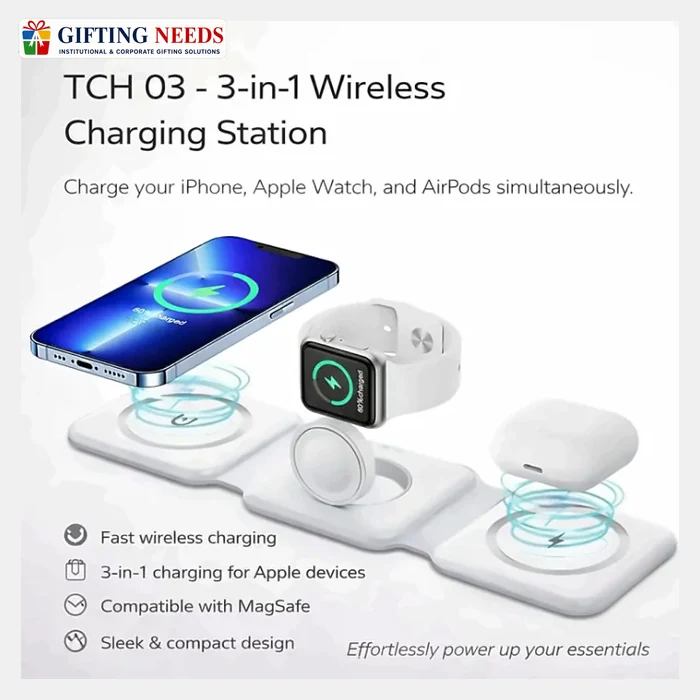 GIFTING NEEDS
INSTITUTIONAL & CORPORATE GIFTING SOLUTIONS
TCH 03 - 3-in-1 Wireless
Charging Station
Charge your iPhone, Apple Watch, and AirPods simultaneously.
60% charged
60% charged
Fast wireless charging
3-in-1 charging for Apple devices
Compatible with MagSafe
Sleek & compact design
Effortlessly power up your essentials